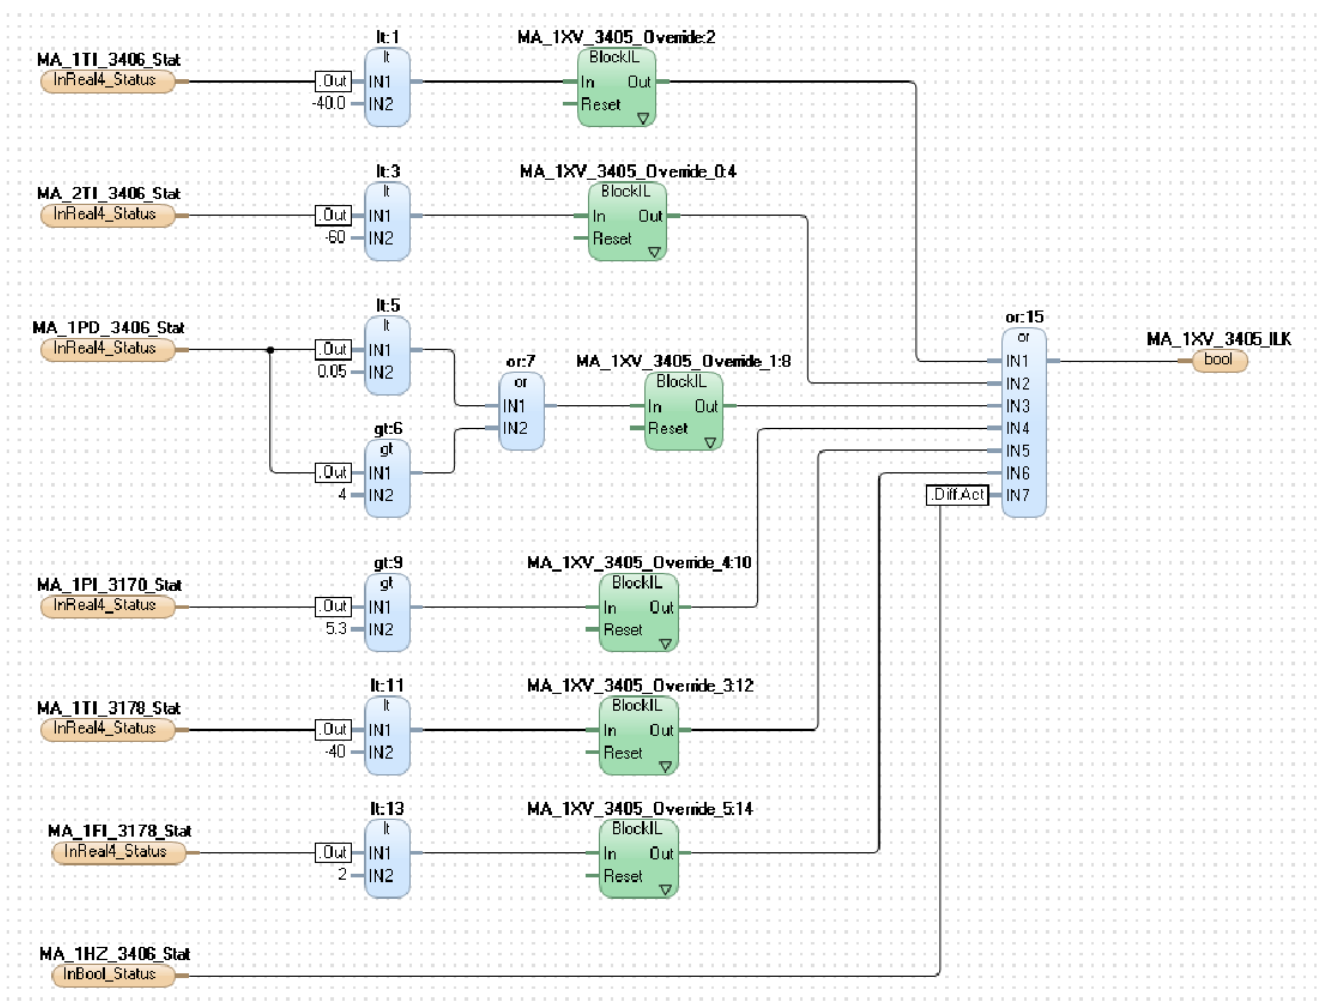 lt:1
MA_1XV_3405_Override:2
MA_1TI_3406_Stat
lt
BlockIL
InReal4_Status
.Out
IN1
In
Out
-40.0
IN2
Reset
lt:3
MA_1XV_3405_Override_0:4
MA_2TI_3406_Stat
lt
BlockIL
InReal4_Status
.Out
IN1
In
Out
-60
IN2
Reset
lt:5
MA_1PD_3406_Stat
lt
InReal4_Status
.Out
IN1
0.05
IN2
or:7
MA_1XV_3405_Override_1:8
or
BlockIL
IN1
In
Out
IN2
Reset
gt:6
gt
.Out
IN1
4
IN2
or:15
or
IN1
IN2
IN3
IN4
IN5
IN6
.Diff.Act
IN7
MA_1XV_3405_ILK
bool
gt:9
MA_1XV_3405_Override_4:10
MA_1PI_3170_Stat
gt
BlockIL
InReal4_Status
.Out
IN1
In
Out
5.3
IN2
Reset
lt:11
MA_1XV_3405_Override_3:12
MA_1TI_3178_Stat
lt
BlockIL
InReal4_Status
.Out
IN1
In
Out
-40
IN2
Reset
lt:13
MA_1XV_3405_Override_5:14
MA_1FI_3178_Stat
lt
BlockIL
InReal4_Status
.Out
IN1
In
Out
2
IN2
Reset
MA_1HZ_3406_Stat
InBool_Status